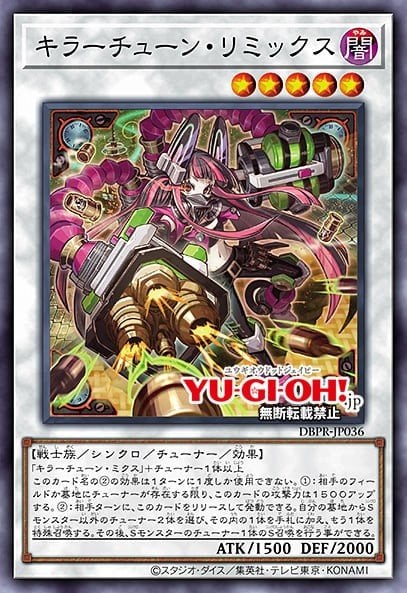 キラーチューン・リミックス
闇
やみ
ユウギオウドットジェイピー
YU-GI-OH!.jp
無断転載禁止
DBPR-JP036
【戦士族／シンクロ／チューナー／効果】
「キラーチューン・ミクス」＋チューナー1体以上
このカード名の②の効果は1ターンに1度しか使用できない。①：相手のフィ
ールドか墓地にチューナーが存在する限り、このカードの攻撃力は1500アップ
する。②：相手ターンに、このカードをリリースして発動できる。自分の墓地からS
モンスター以外のチューナー2体を選び、その内の1体を手札に加え、もう1体を
特殊召喚する。その後、Sモンスターのチューナー1体のS召喚を行う事ができる。
ATK/1500 DEF/2000
©スタジオ・ダイス／集英社・テレビ東京・KONAMI